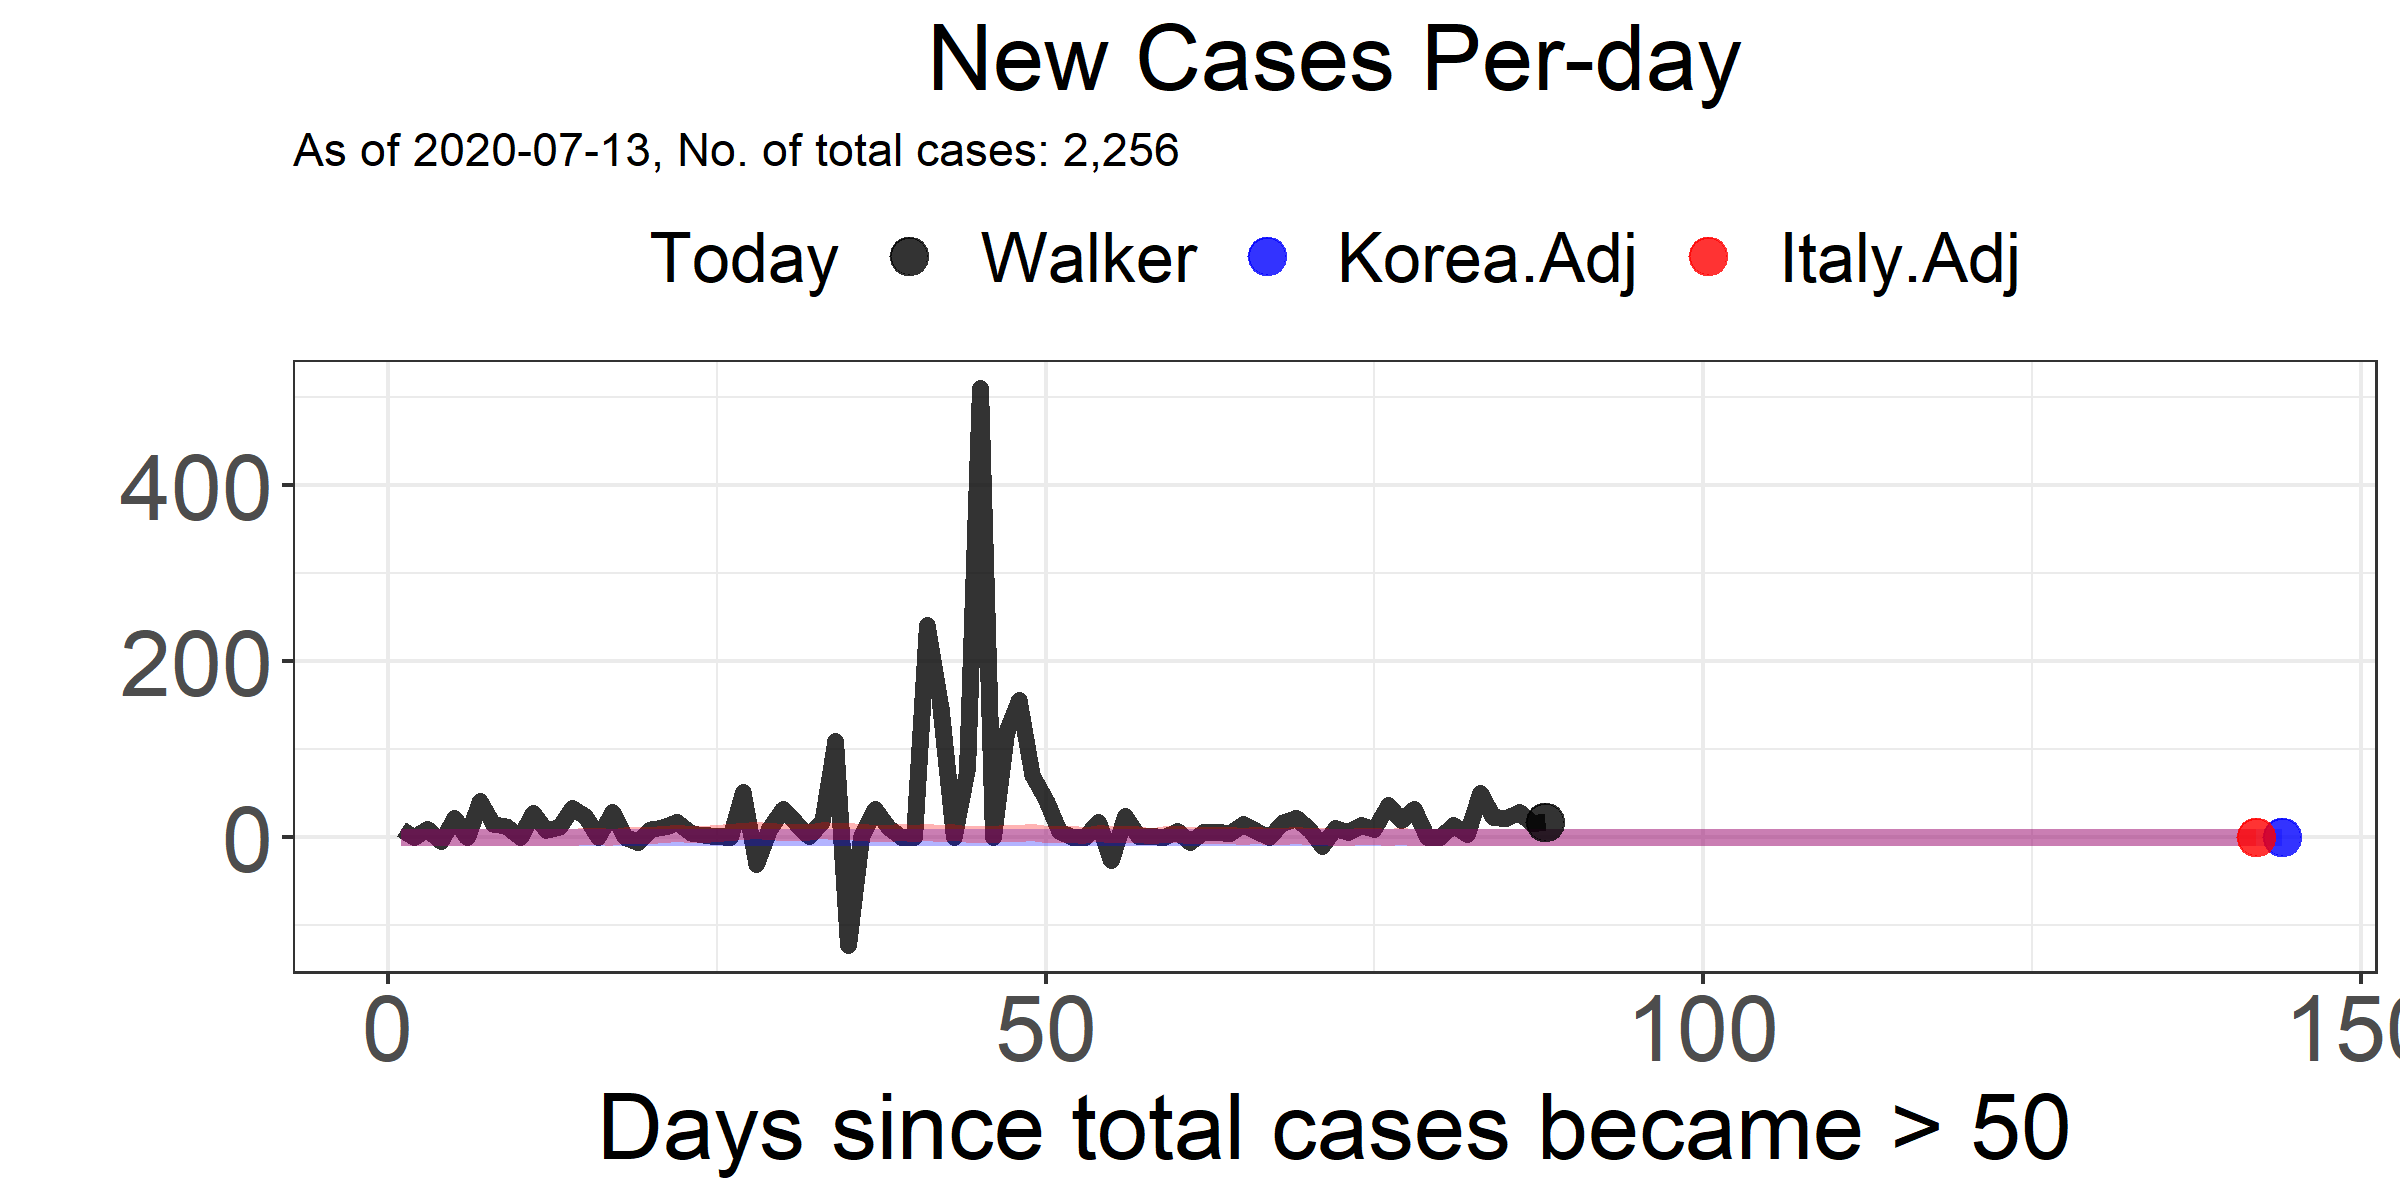 New Cases Per-day
As of 2020-07-13, No. of total cases: 2,256
Today Walker Korea.Adj Italy.Adj
400
200
0
0 50 100 150
Days since total cases became > 50